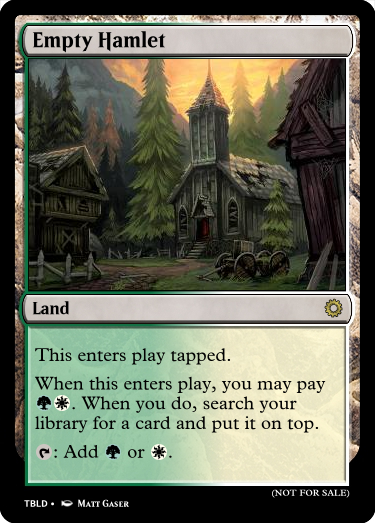 Empty Hamlet
Land
This enters play tapped.
When this enters play, you may pay
. When you do, search your
library for a card and put it on top.
: Add or .
(NOT FOR SALE)
TBLD • Matt Gaser